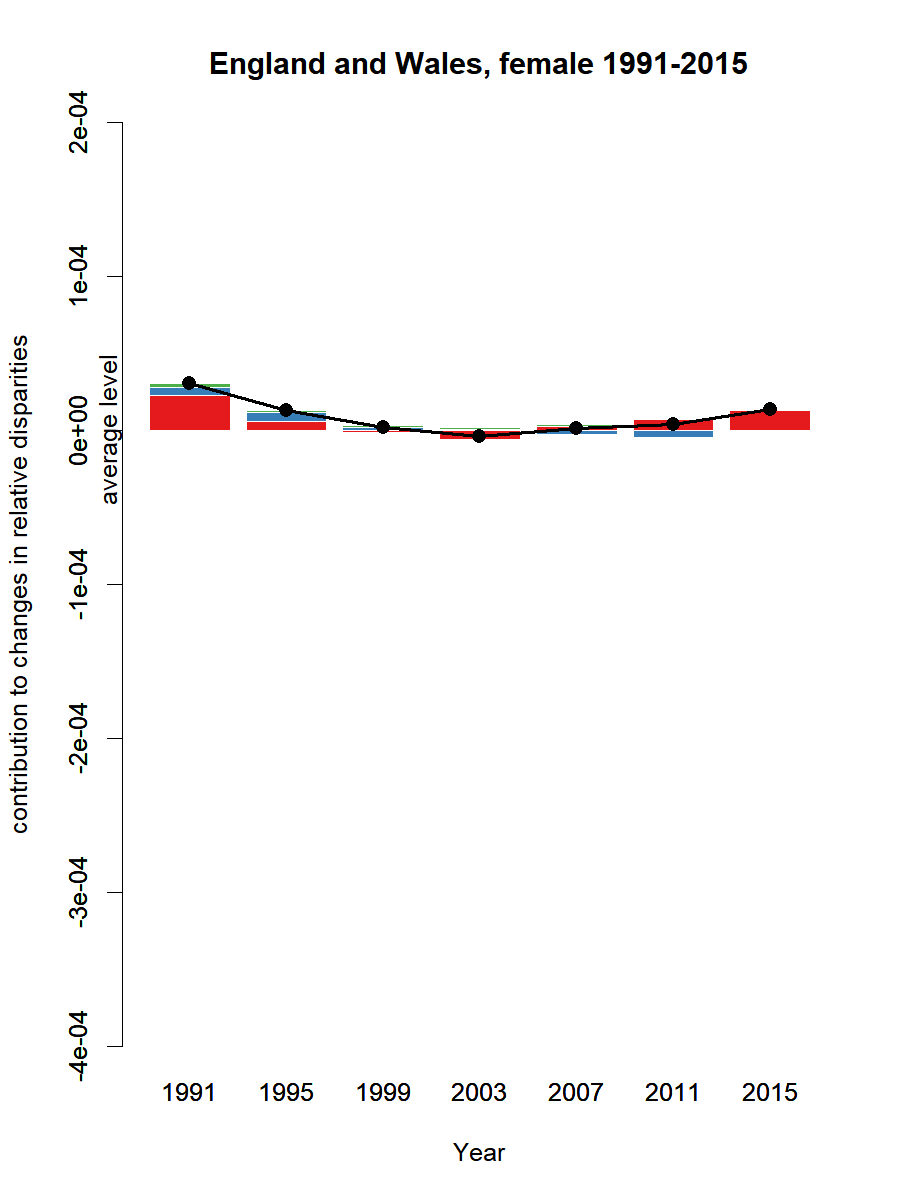 England and Wales, female 1991-2015
contribution to changes in relative disparities
average level
2e-04
1e-04
0e+00
-1e-04
-2e-04
-3e-04
-4e-04
1991 1995 1999 2003 2007 2011 2015
Year